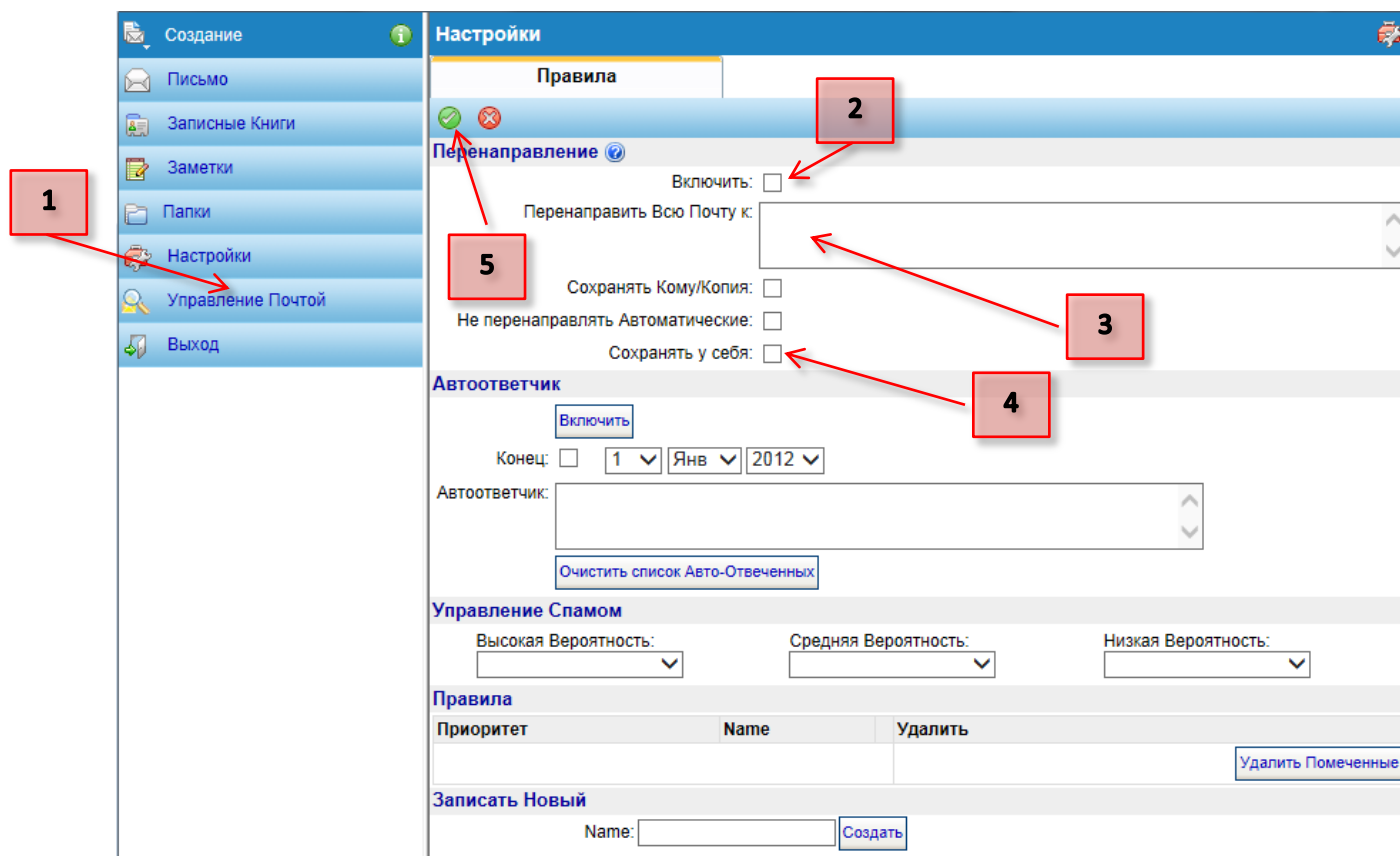 Создание
Настройки
Правила
Письмо
2
Записные Книги
Перенаправление
Заметки
Включить:
1
Папки
Перенаправить Всю Почту к:
Настройки
5
Сохранять Кому/Копия:
Управление Почтой
Не перенаправлять Автоматические:
3
Выход
Сохранять у себя:
Автоответчик
4
Включить
Конец: 1 Янв 2012
Автоответчик:
Очистить список Авто-Отвеченных
Управление Спамом
Высокая Вероятность: Средняя Вероятность: Низкая Вероятность:
Правила
Приоритет Name Удалить
Удалить Помеченные
Записать Новый
Name: Создать